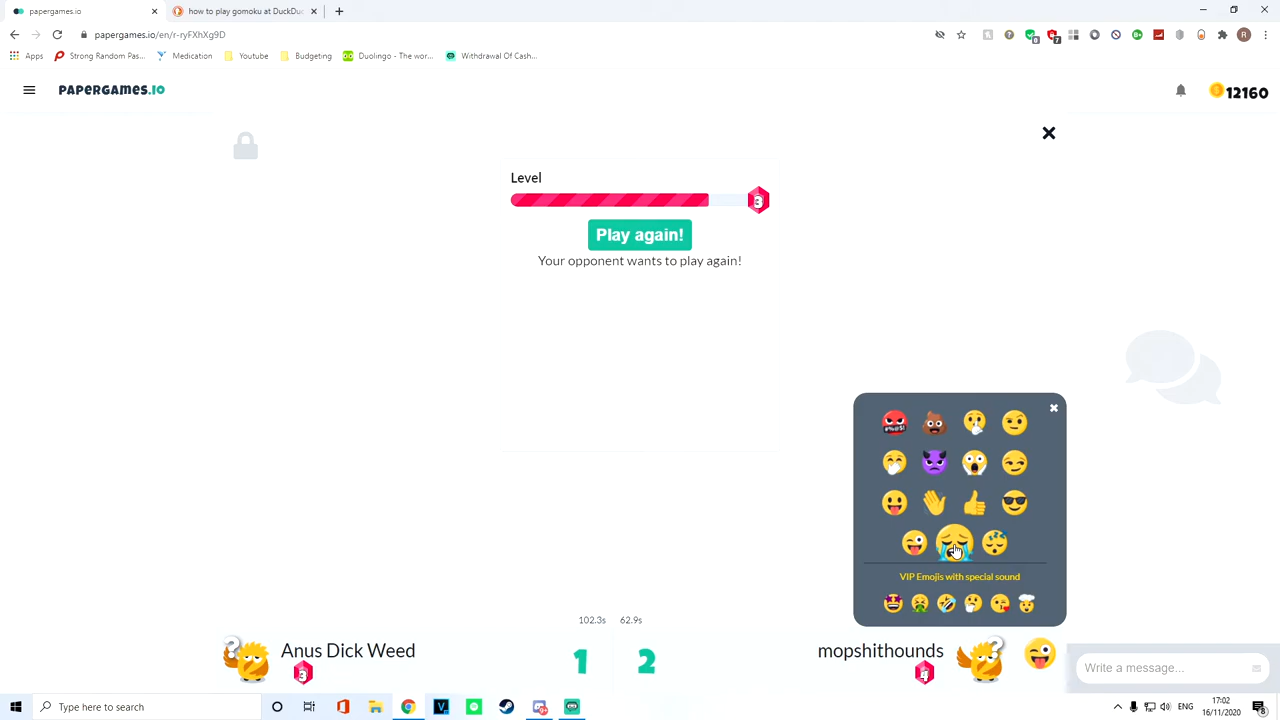 papergames.io
how to play gomoku at DuckDuc
papergames.io/en/r-ryFXhXg9D
Apps
Strong Random Pas...
Medication
Youtube
Budgeting
Duolingo - The wor...
Withdrawal Of Cash...
PAPERGAMES.IO
12160
Level
3
Play again!
Your opponent wants to play again!
VIP Emojis with special sound
102.3s 62.9s
Anus Dick Weed
3
1 2
mopshithounds
4
Write a message...
Type here to search
ENG
17:02
16/11/2020